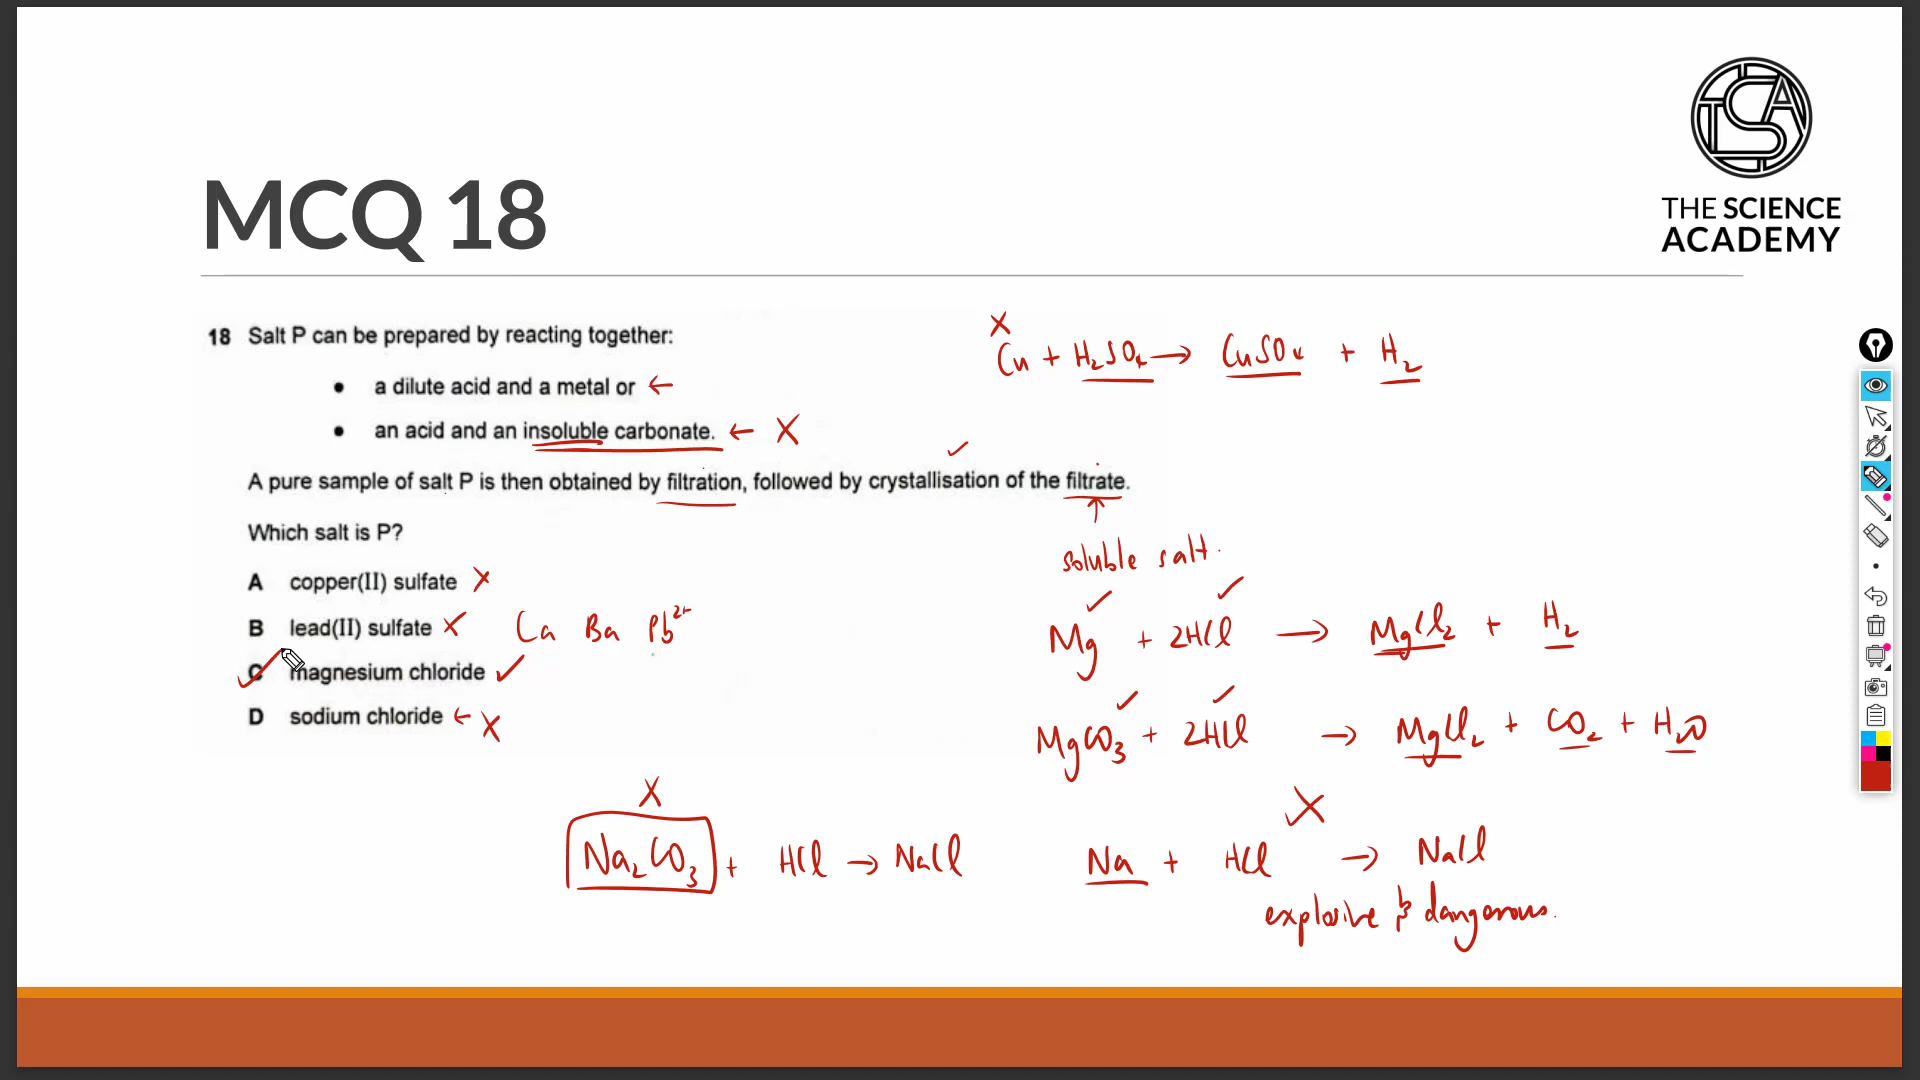 THE SCIENCE
ACADEMY
MCQ 18
18 Salt P can be prepared by reacting together:
• a dilute acid and a metal or ←
• an acid and an insoluble carbonate. ← X
A pure sample of salt P is then obtained by filtration, followed by crystallisation of the filtrate.
Which salt is P?
A copper(II) sulfate X
B lead(II) sulfate X Ca Ba Pb²⁺
C magnesium chloride ✓
D sodium chloride ← X
X
Cu + H₂SO₄ → CuSO₄ + H₂
soluble salt.
Mg + 2HCl → MgCl₂ + H₂
MgCO₃ + 2HCl → MgCl₂ + CO₂ + H₂O
X
Na₂CO₃ + HCl → NaCl
X
Na + HCl → NaCl
explosive & dangerous.